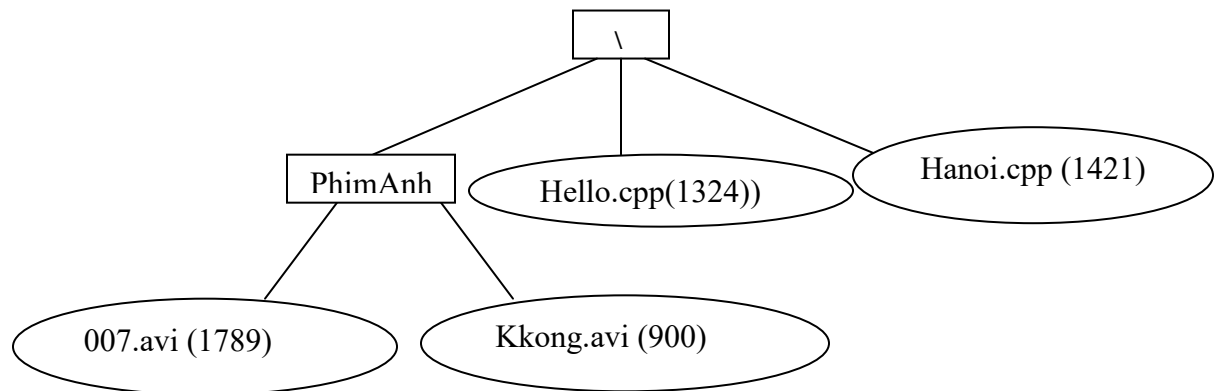 \
PhimAnh
Hello.cpp(1324))
Hanoi.cpp (1421)
007.avi (1789)
Kkong.avi (900)